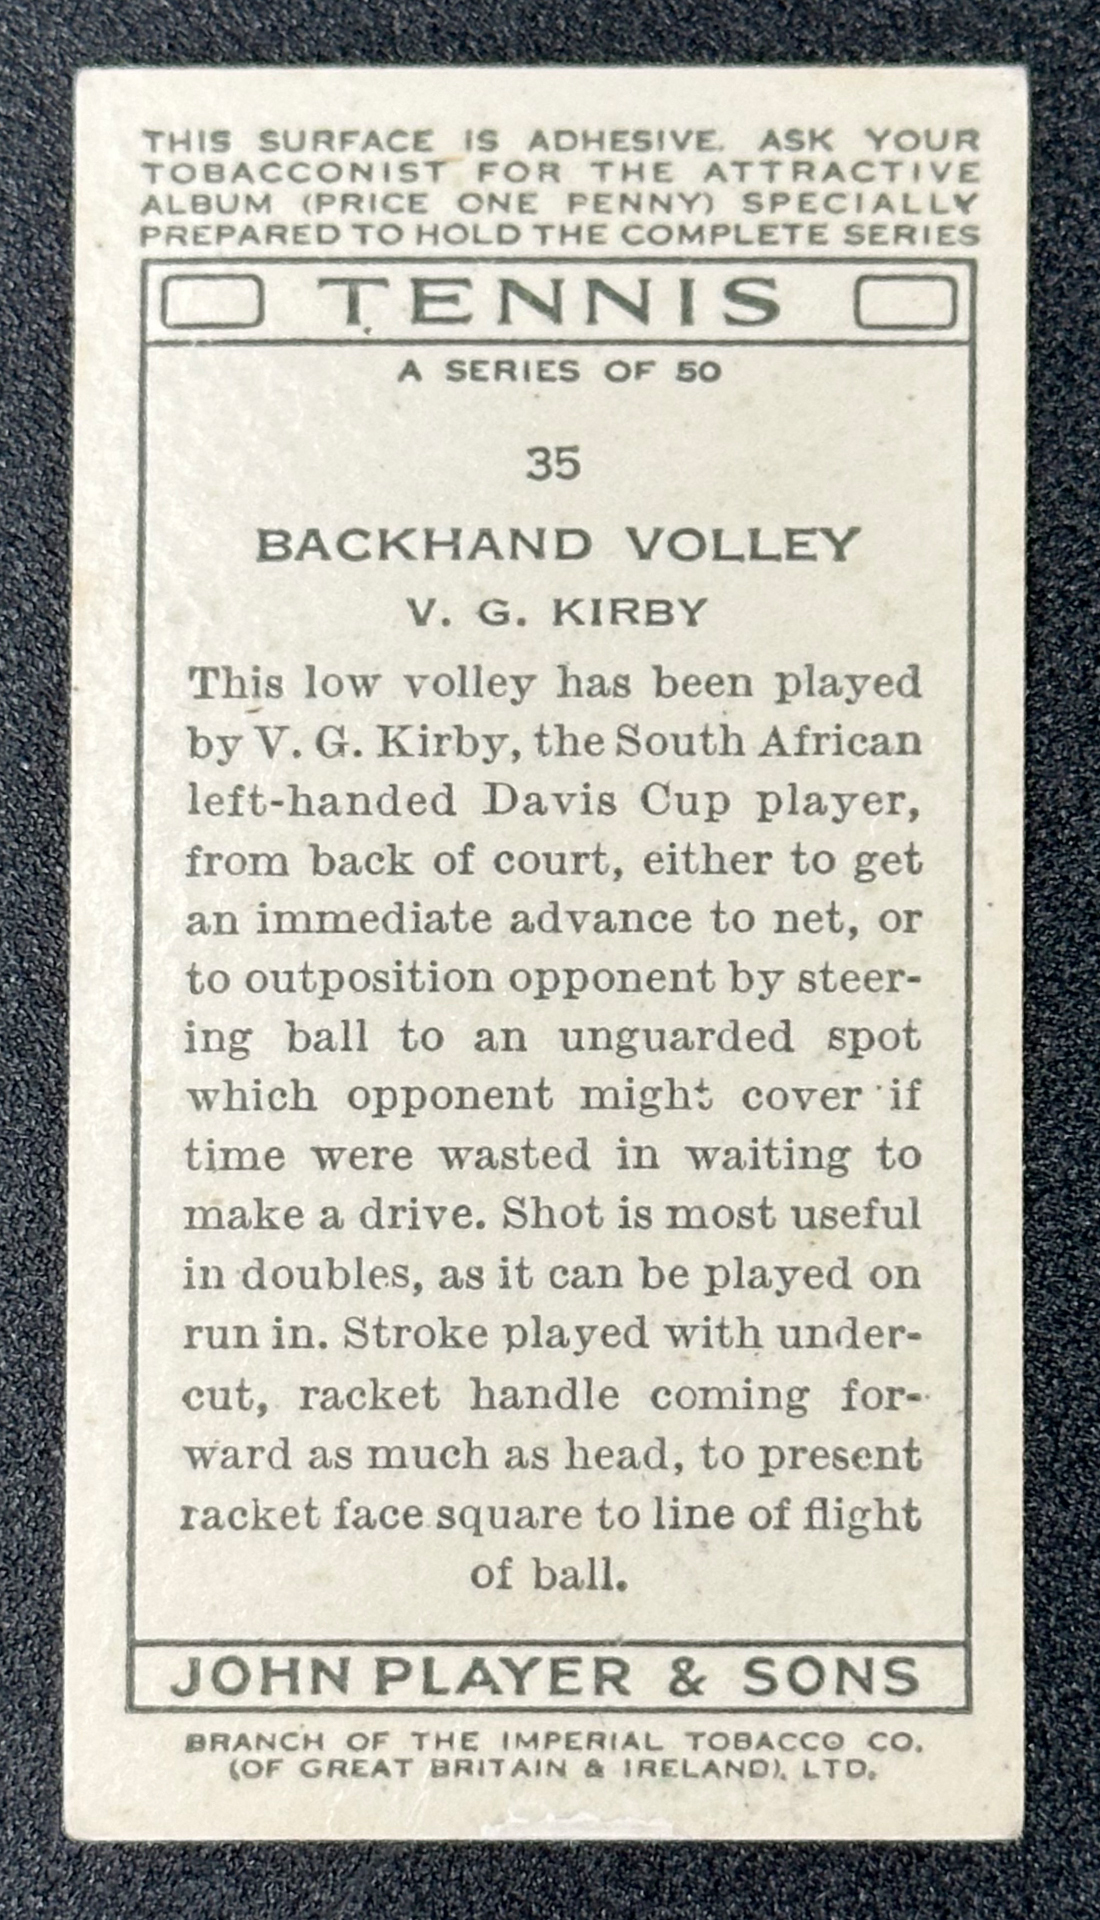 THIS SURFACE IS ADHESIVE. ASK YOUR
TOBACCONIST FOR THE ATTRACTIVE
ALBUM (PRICE ONE PENNY) SPECIALLY
PREPARED TO HOLD THE COMPLETE SERIES
TENNIS
A SERIES OF 50
35
BACKHAND VOLLEY
V. G. KIRBY
This low volley has been played
by V. G. Kirby, the South African
left-handed Davis Cup player,
from back of court, either to get
an immediate advance to net, or
to outposition opponent by steer-
ing ball to an unguarded spot
which opponent might cover if
time were wasted in waiting to
make a drive. Shot is most useful
in doubles, as it can be played on
run in. Stroke played with under-
cut, racket handle coming for-
ward as much as head, to present
racket face square to line of flight
of ball.
JOHN PLAYER & SONS
BRANCH OF THE IMPERIAL TOBACCO CO.
(OF GREAT BRITAIN & IRELAND), LTD.